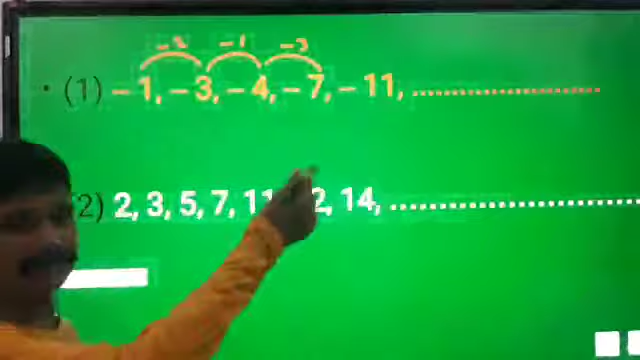 -2 -1 -3
(1) –1, –3, –4, –7, –11, ....................
(2) 2, 3, 5, 7, 11 2, 14, ....................